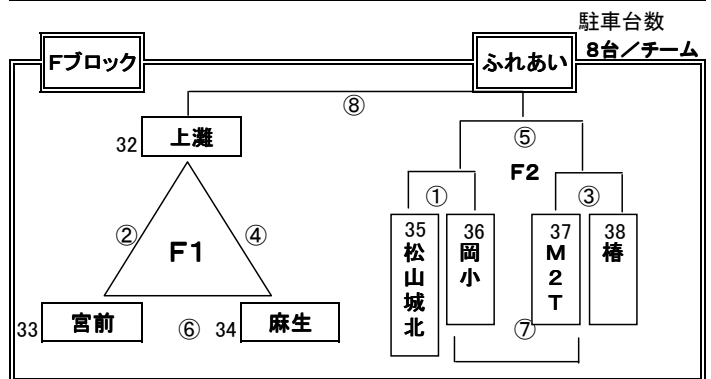 駐車台数
8台／チーム
Fブロック
ふれあい
⑧
32 上灘
⑤
F2
① ③
② F1 ④
35 松山城北
36 岡小
37 M2T
38 椿
33 宮前
⑥
34 麻生
⑦